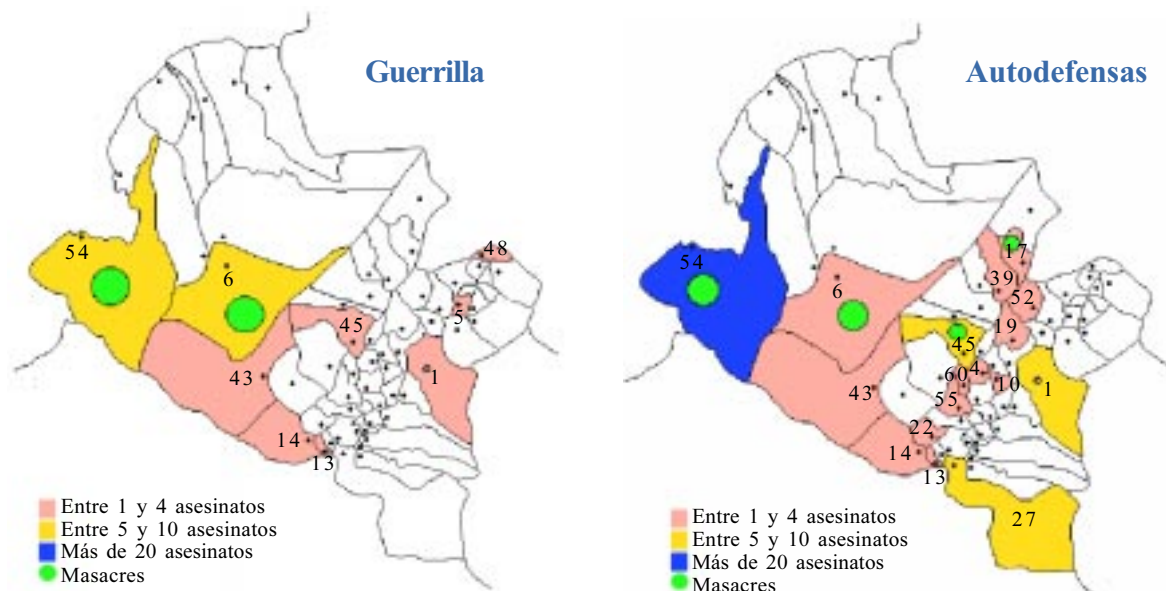 Guerrilla
54
6
48
5
45
43
1
14
13
Entre 1 y 4 asesinatos
Entre 5 y 10 asesinatos
Más de 20 asesinatos
Masacres
Autodefensas
17
54
39
6
52
19
45
4
60
10
1
43
55
22
14
13
27
Entre 1 y 4 asesinatos
Entre 5 y 10 asesinatos
Más de 20 asesinatos
Masacres